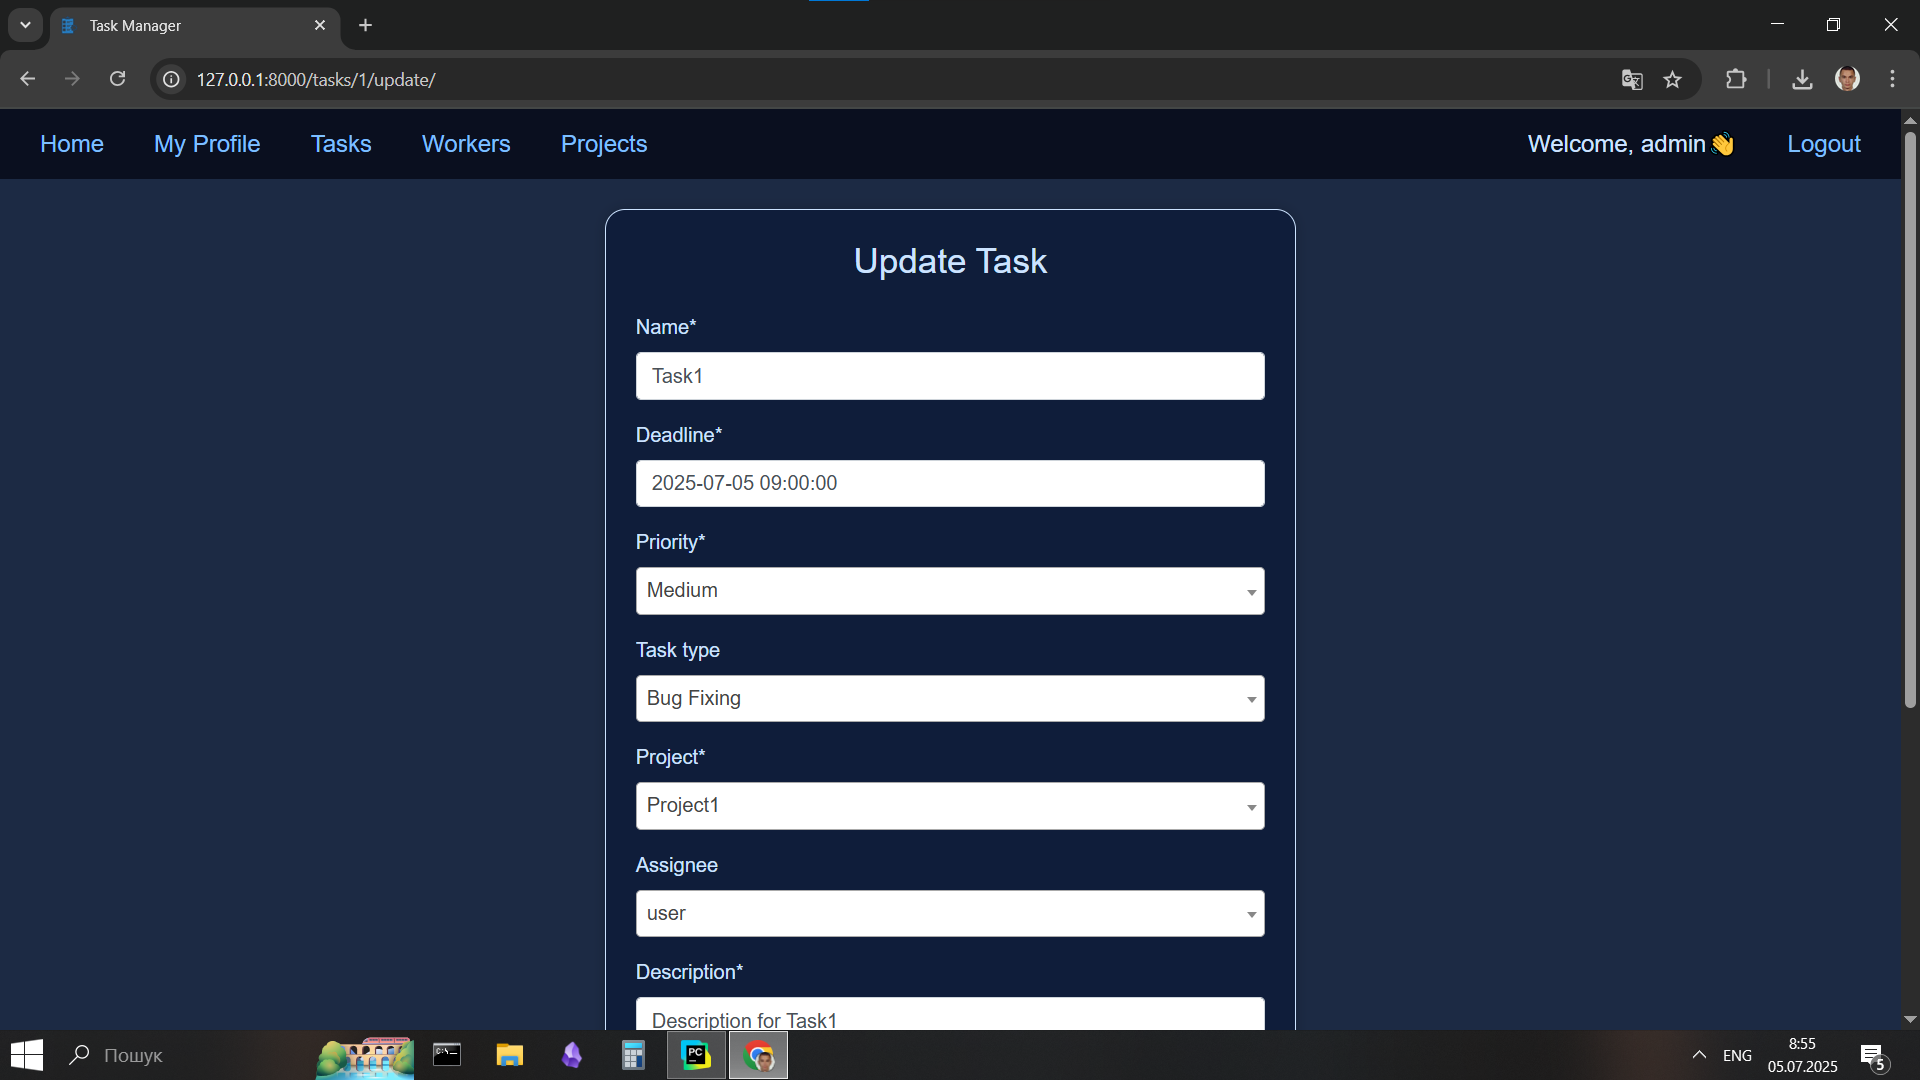 Task Manager
127.0.0.1:8000/tasks/1/update/
Home My Profile Tasks Workers Projects Welcome, admin👋 Logout
Update Task
Name*
Task1
Deadline*
2025-07-05 09:00:00
Priority*
Medium
Task type
Bug Fixing
Project*
Project1
Assignee
user
Description*
Description for Task1
Пошук
C:\
PC
ENG
8:55
05.07.2025
5